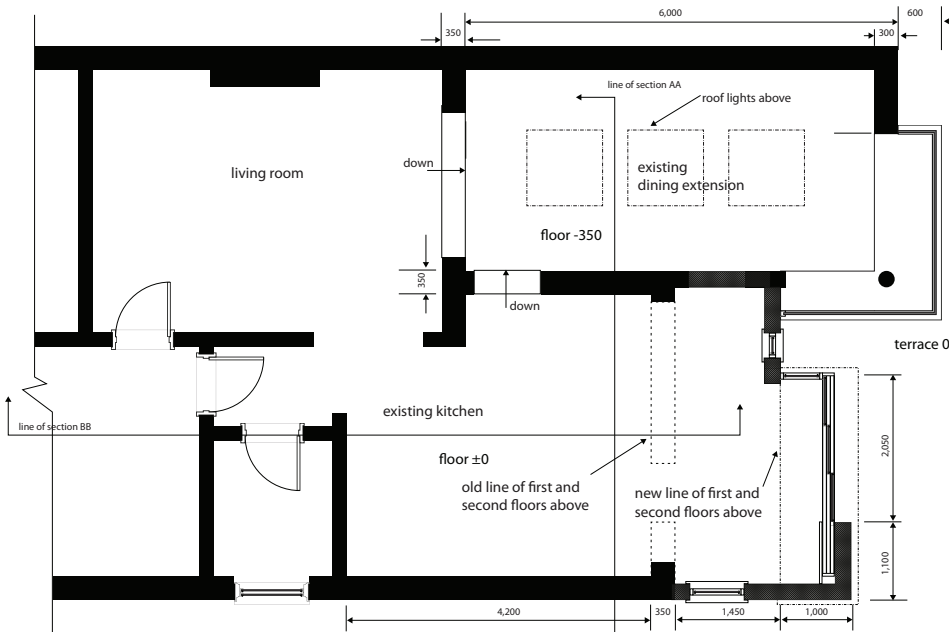 6,000
600
350
300
line of section AA
roof lights above
down
living room
existing
dining extension
floor -350
350
down
terrace 0
existing kitchen
line of section BB
floor ±0
old line of first and
second floors above
new line of first and
second floors above
2,050
1,100
4,200
350
1,450
1,000